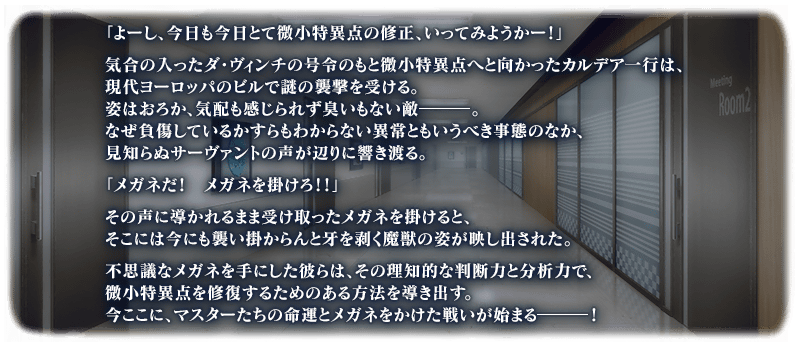 「よーし、今日も今日とて微小特異点の修正、いってみようかー！」
気合の入ったダ・ヴィンチの号令のもと微小特異点へと向かったカルデア一行は、
現代ヨーロッパのビルで謎の襲撃を受ける。
姿はおろか、気配も感じられず臭いもない敵――――。
なぜ負傷しているかすらもわからない異常ともいうべき事態のなか、
見知らぬサーヴァントの声が辺りに響き渡る。
「メガネだ！　メガネを掛けろ！！」
その声に導かれるまま受け取ったメガネを掛けると、
そこには今にも襲い掛からんと牙を剥く魔獣の姿が映し出された。
不思議なメガネを手にした彼らは、その理知的な判断力と分析力で、
微小特異点を修復するためのある方法を導き出す。
今ここに、マスターたちの命運とメガネをかけた戦いが始まる――――！
Meeting
Room2